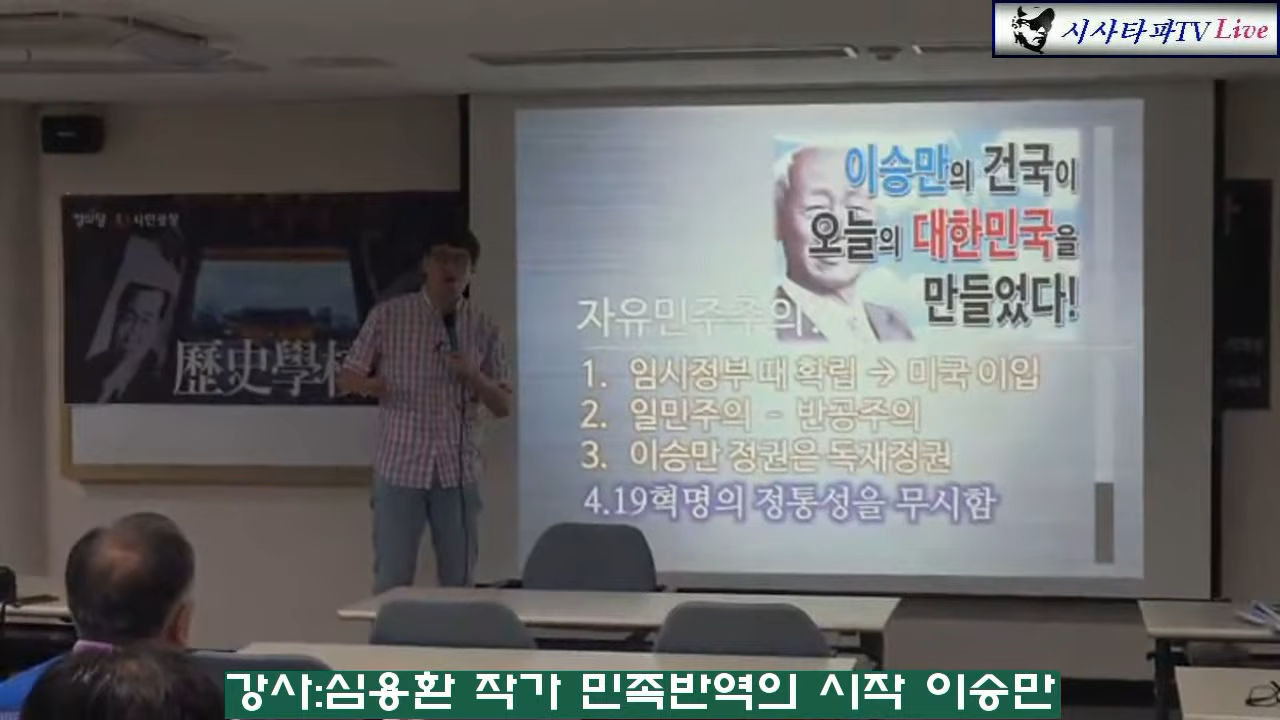 시사타파TV Live
이승만의 건국이
오늘의 대한민국을
만들었다!
자유민주주의?
1. 임시정부 때 확립 → 미국 이입
2. 일민주의 - 반공주의
3. 이승만 정권은 독재정권
4.19혁명의 정통성을 무시함
시민광장
歷史學校
강사:심용환 작가 민족반역의 시작 이승만